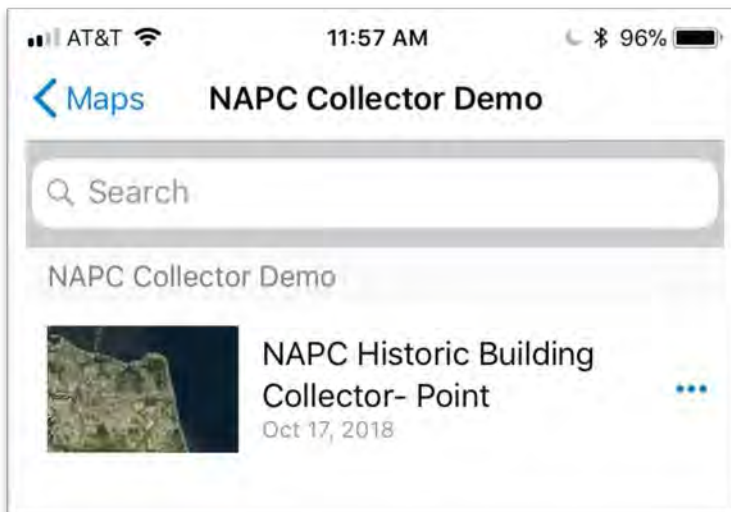 AT&T 11:57 AM 96%
Maps NAPC Collector Demo
Search
NAPC Collector Demo
NAPC Historic Building
Collector- Point
Oct 17, 2018